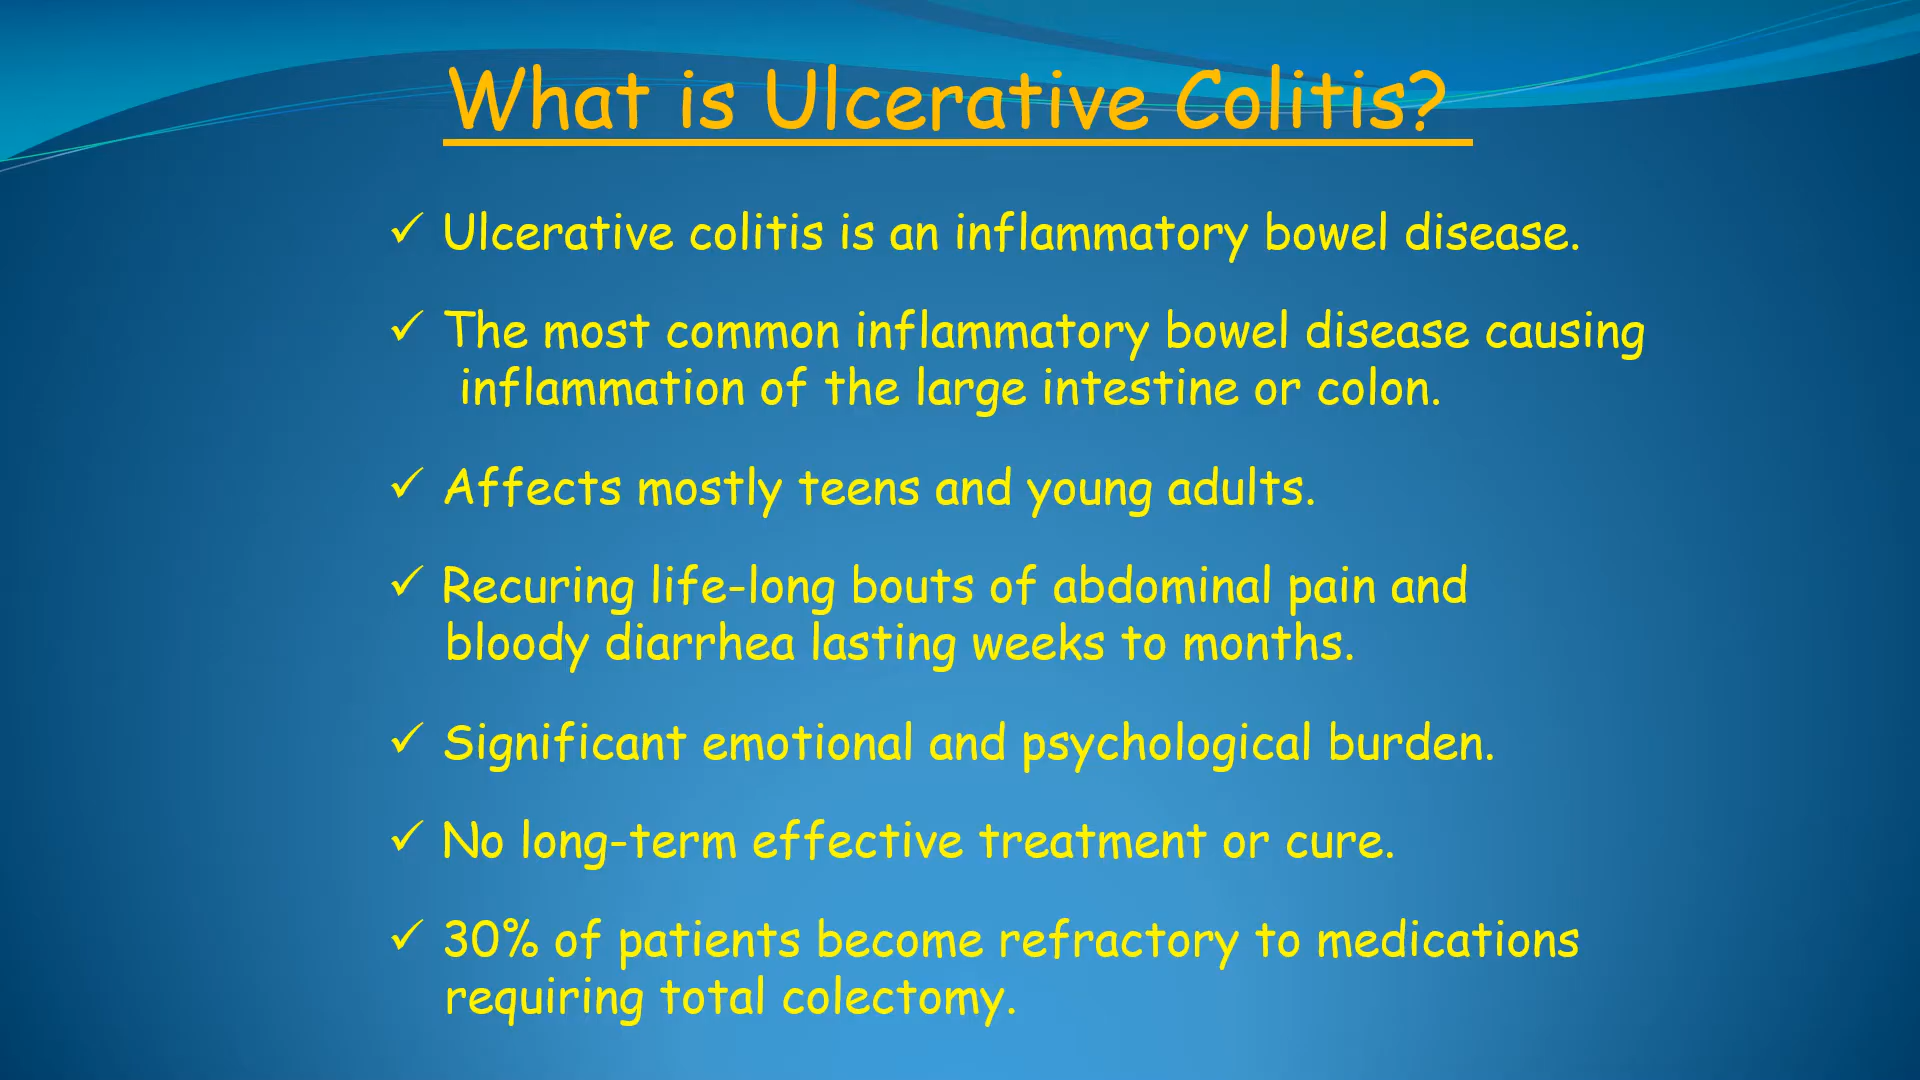 What is Ulcerative Colitis?
✓ Ulcerative colitis is an inflammatory bowel disease.
✓ The most common inflammatory bowel disease causing
inflammation of the large intestine or colon.
✓ Affects mostly teens and young adults.
✓ Recuring life-long bouts of abdominal pain and
bloody diarrhea lasting weeks to months.
✓ Significant emotional and psychological burden.
✓ No long-term effective treatment or cure.
✓ 30% of patients become refractory to medications
requiring total colectomy.